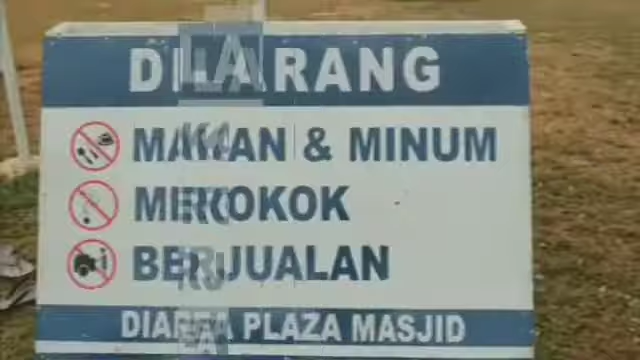 DILARANG
MAKAN & MINUM
MEROKOK
BERJUALAN
DIAREA PLAZA MASJID